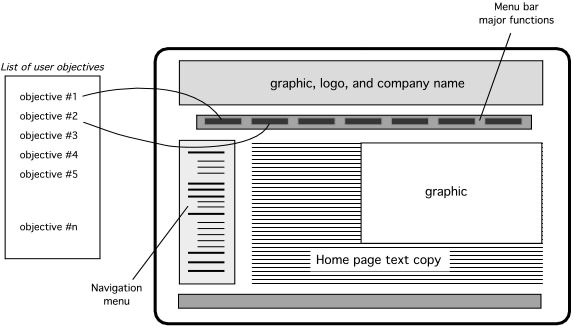 Menu bar
major functions
List of user objectives
graphic, logo, and company name
objective #1
objective #2
objective #3
objective #4
objective #5
objective #n
graphic
Home page text copy
Navigation
menu